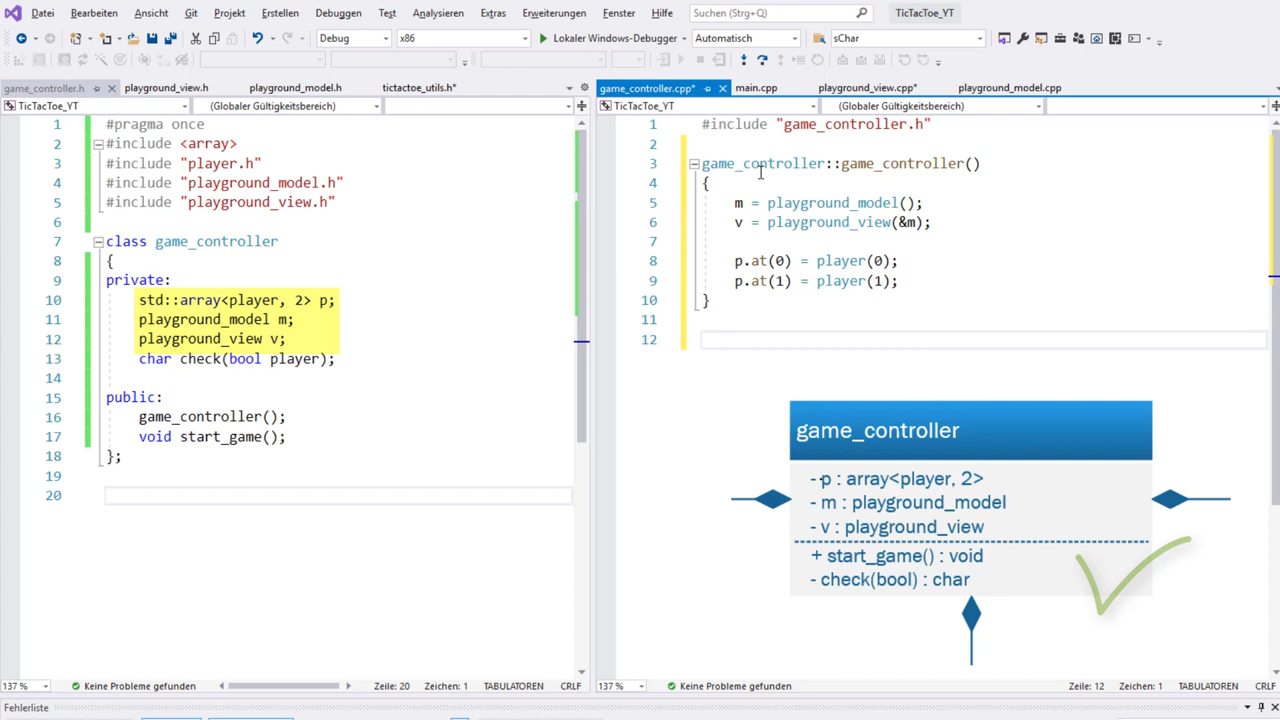 Datei Bearbeiten Ansicht Git Projekt Erstellen Debuggen Test Analysieren Extras Erweiterungen Fenster Hilfe Suchen (Strg+Q) TicTacToe_YT
Debug x86 Lokaler Windows-Debugger Automatisch sChar
game_controller.h playground_view.h playground_model.h tictactoe_utils.h*
TicTacToe_YT (Globaler Gültigkeitsbereich)
1 #pragma once
2 #include <array>
3 #include "player.h"
4 #include "playground_model.h"
5 #include "playground_view.h"
6
7 class game_controller
8 {
9 private:
10 std::array<player, 2> p;
11 playground_model m;
12 playground_view v;
13 char check(bool player);
14
15 public:
16 game_controller();
17 void start_game();
18 };
19
20
137 % Keine Probleme gefunden Zeile: 20 Zeichen: 1 TABULATOREN CRLF
game_controller.cpp* main.cpp playground_view.cpp* playground_model.cpp
TicTacToe_YT (Globaler Gültigkeitsbereich)
1 #include "game_controller.h"
2
3 game_controller::game_controller()
4 {
5 m = playground_model();
6 v = playground_view(&m);
7
8 p.at(0) = player(0);
9 p.at(1) = player(1);
10 }
11
12
game_controller
- p : array<player, 2>
- m : playground_model
- v : playground_view
+ start_game() : void
- check(bool) : char
137 % Keine Probleme gefunden Zeile: 12 Zeichen: 1 TABULATOREN CRLF
Fehlerliste